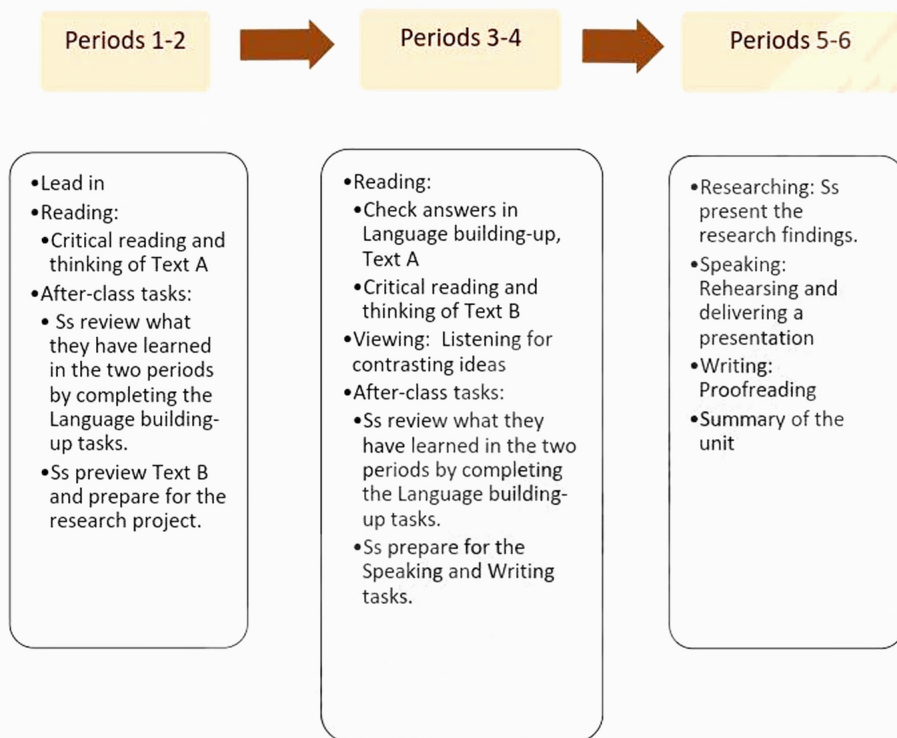 Periods 1-2
Periods 3-4
Periods 5-6
•Lead in
•Reading:
•Critical reading and
thinking of Text A
•After-class tasks:
• Ss review what
they have learned
in the two periods
by completing the
Language building-
up tasks.
•Ss preview Text B
and prepare for the
research project.
•Reading:
•Check answers in
Language building-up,
Text A
•Critical reading and
thinking of Text B
•Viewing: Listening for
contrasting ideas
•After-class tasks:
•Ss review what they
have learned in the two
periods by completing
the Language building-
up tasks.
•Ss prepare for the
Speaking and Writing
tasks.
•Researching: Ss
present the
research findings.
•Speaking:
Rehearsing and
delivering a
presentation
•Writing:
Proofreading
•Summary of the
unit